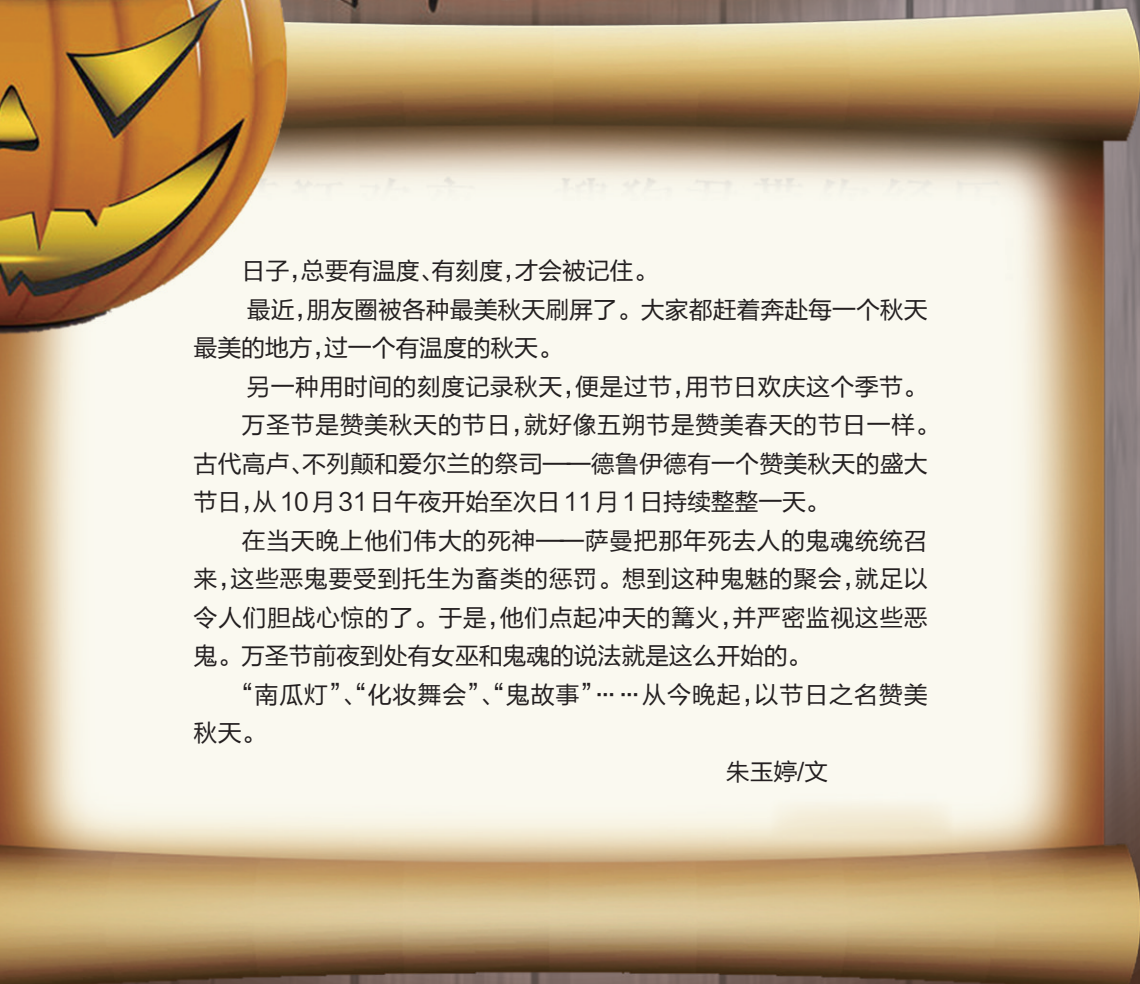 日子,总要有温度、有刻度,才会被记住。
最近,朋友圈被各种最美秋天刷屏了。大家都赶着奔赴每一个秋天
最美的地方,过一个有温度的秋天。
另一种用时间的刻度记录秋天,便是过节,用节日欢庆这个季节。
万圣节是赞美秋天的节日,就好像五朔节是赞美春天的节日一样。
古代高卢、不列颠和爱尔兰的祭司——德鲁伊德有一个赞美秋天的盛大
节日,从10月31日午夜开始至次日11月1日持续整整一天。
在当天晚上他们伟大的死神——萨曼把那年死去人的鬼魂统统召
来,这些恶鬼要受到托生为畜类的惩罚。想到这种鬼魅的聚会,就足以
令人们胆战心惊的了。于是,他们点起冲天的篝火,并严密监视这些恶
鬼。万圣节前夜到处有女巫和鬼魂的说法就是这么开始的。
“南瓜灯”、“化妆舞会”、“鬼故事”……从今晚起,以节日之名赞美
秋天。
朱玉婷/文